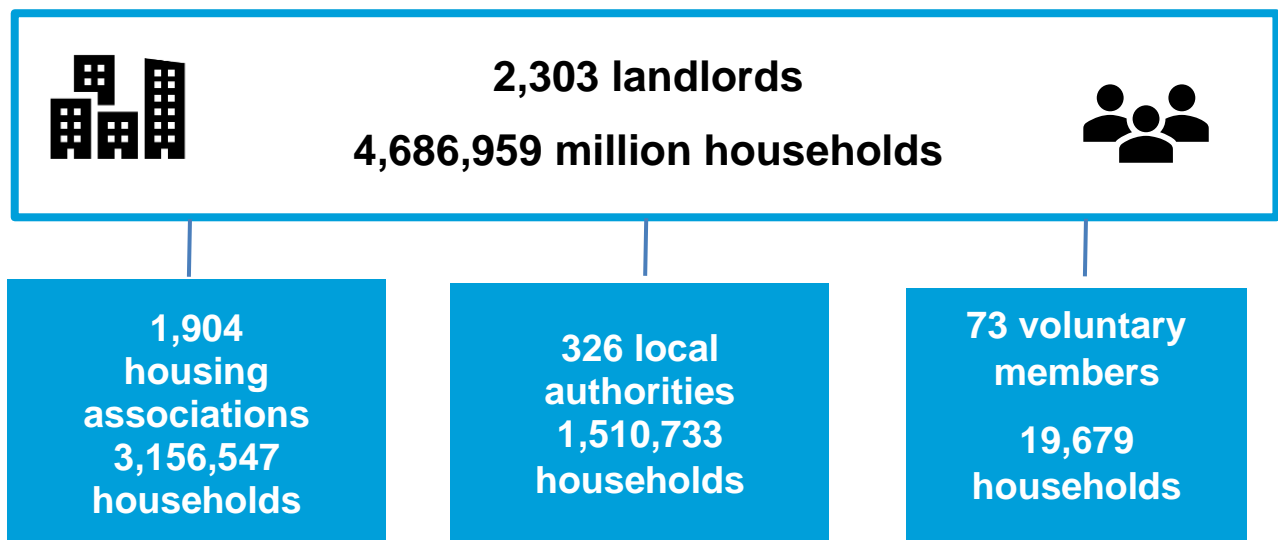 2,303 landlords
4,686,959 million households
1,904
housing
associations
3,156,547
households
326 local
authorities
1,510,733
households
73 voluntary
members
19,679
households